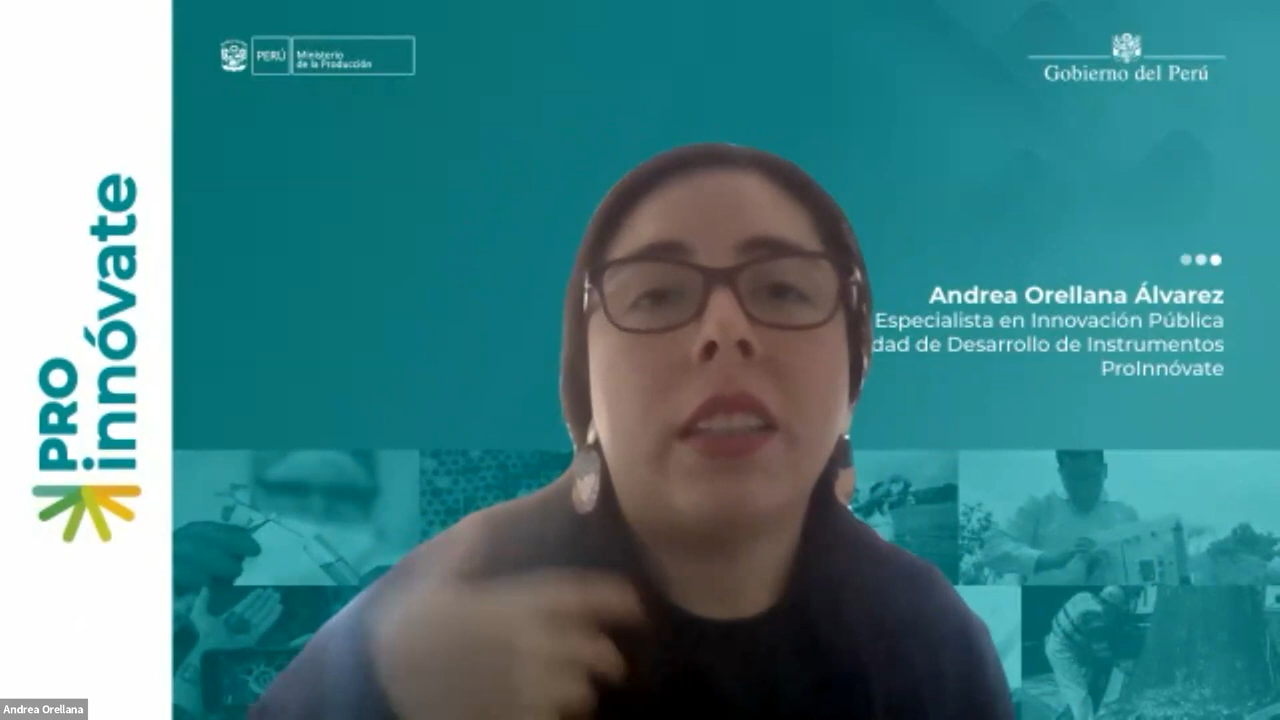 PERÚ
Ministerio
de la Producción
Gobierno del Perú
PRO
innóvate
Andrea Orellana Álvarez
Especialista en Innovación Pública
de Desarrollo de Instrumentos
ProInnóvate
Andrea Orellana